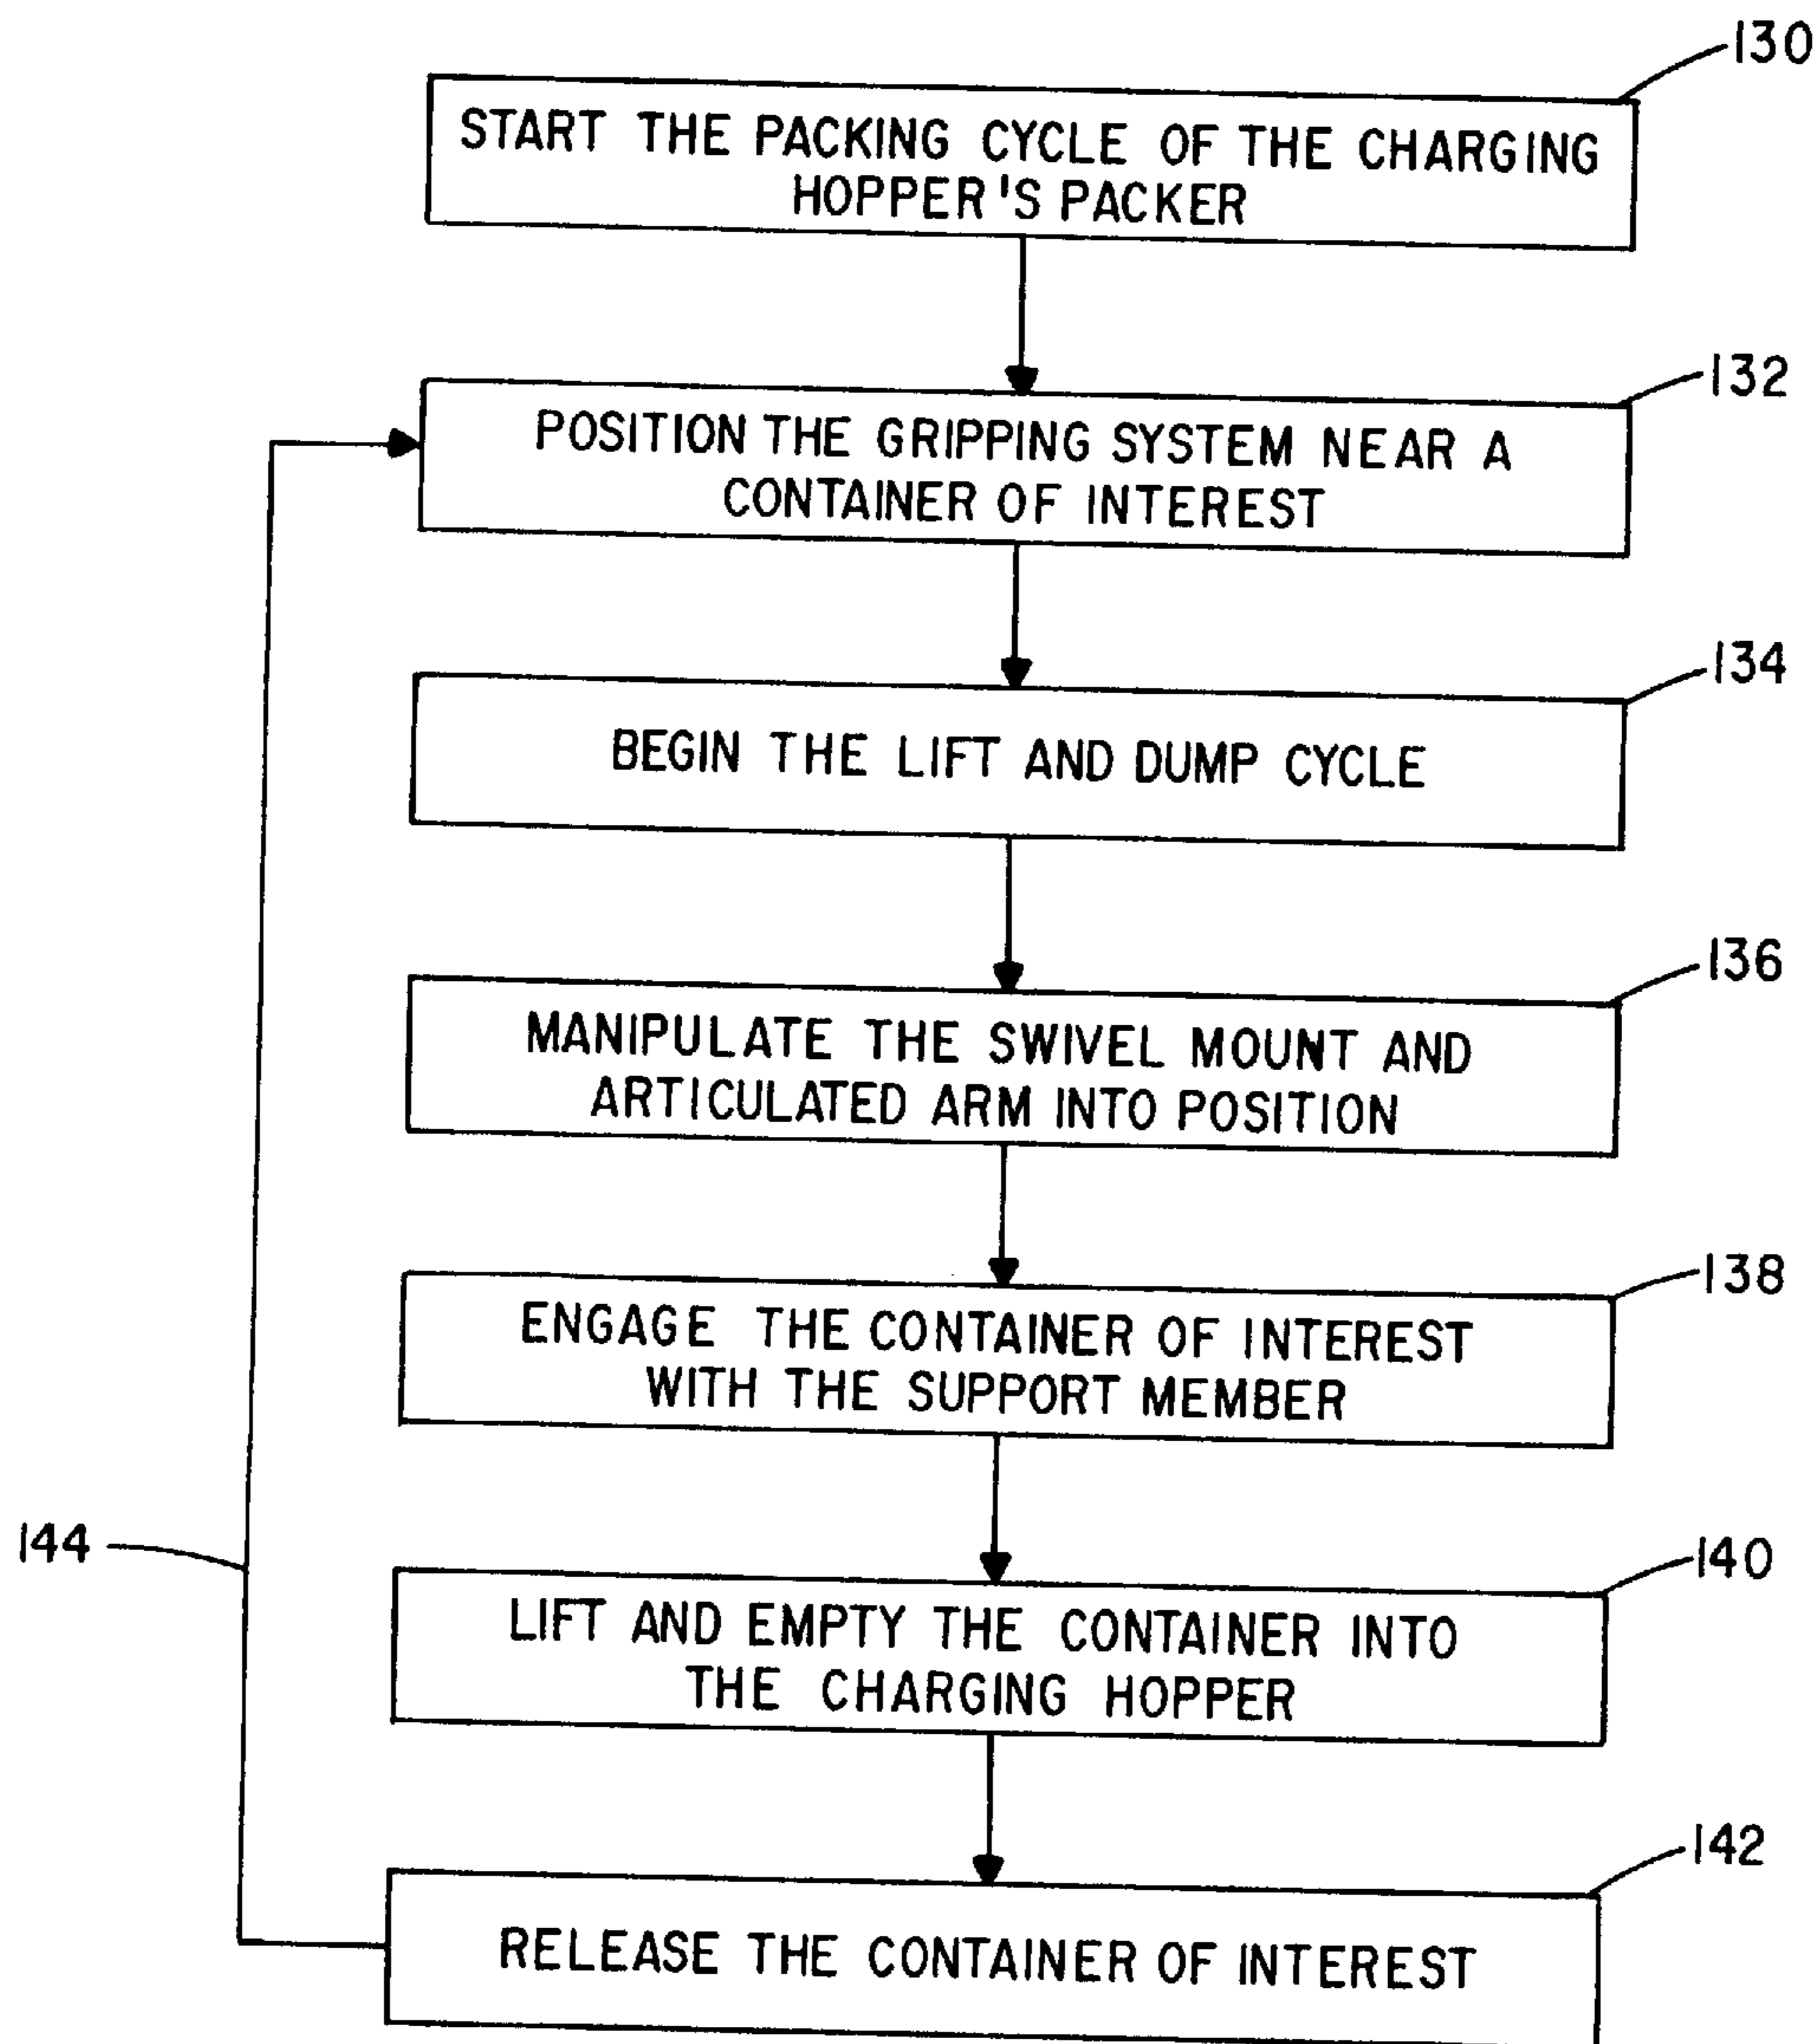 130
START THE PACKING CYCLE OF THE CHARGING
HOPPER'S PACKER
132
POSITION THE GRIPPING SYSTEM NEAR A
CONTAINER OF INTEREST
134
BEGIN THE LIFT AND DUMP CYCLE
136
MANIPULATE THE SWIVEL MOUNT AND
ARTICULATED ARM INTO POSITION
138
ENGAGE THE CONTAINER OF INTEREST
WITH THE SUPPORT MEMBER
144
140
LIFT AND EMPTY THE CONTAINER INTO
THE CHARGING HOPPER
142
RELEASE THE CONTAINER OF INTEREST